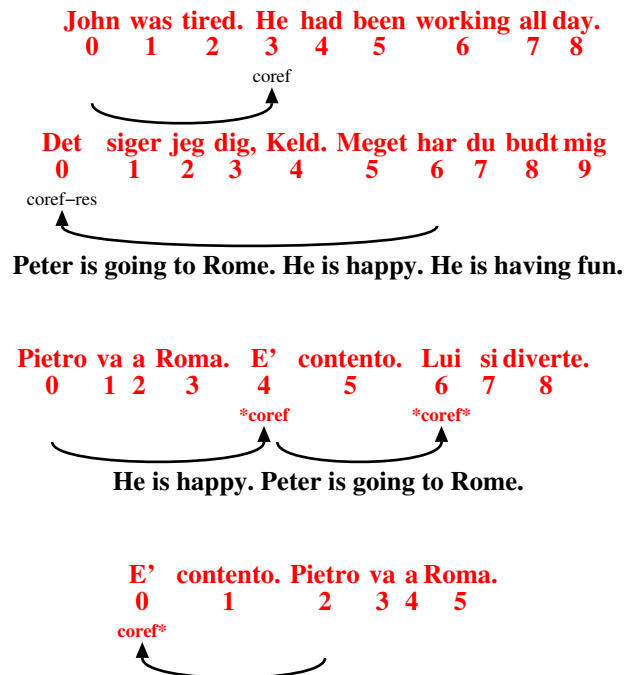 John was tired. He had been working all day.
0 1 2 3 4 5 6 7 8
coref
Det siger jeg dig, Keld. Meget har du budt mig
0 1 2 3 4 5 6 7 8 9
coref−res
Peter is going to Rome. He is happy. He is having fun.
Pietro va a Roma. E' contento. Lui si diverte.
0 1 2 3 4 5 6 7 8
*coref *coref*
He is happy. Peter is going to Rome.
E' contento. Pietro va a Roma.
0 1 2 3 4 5
coref*